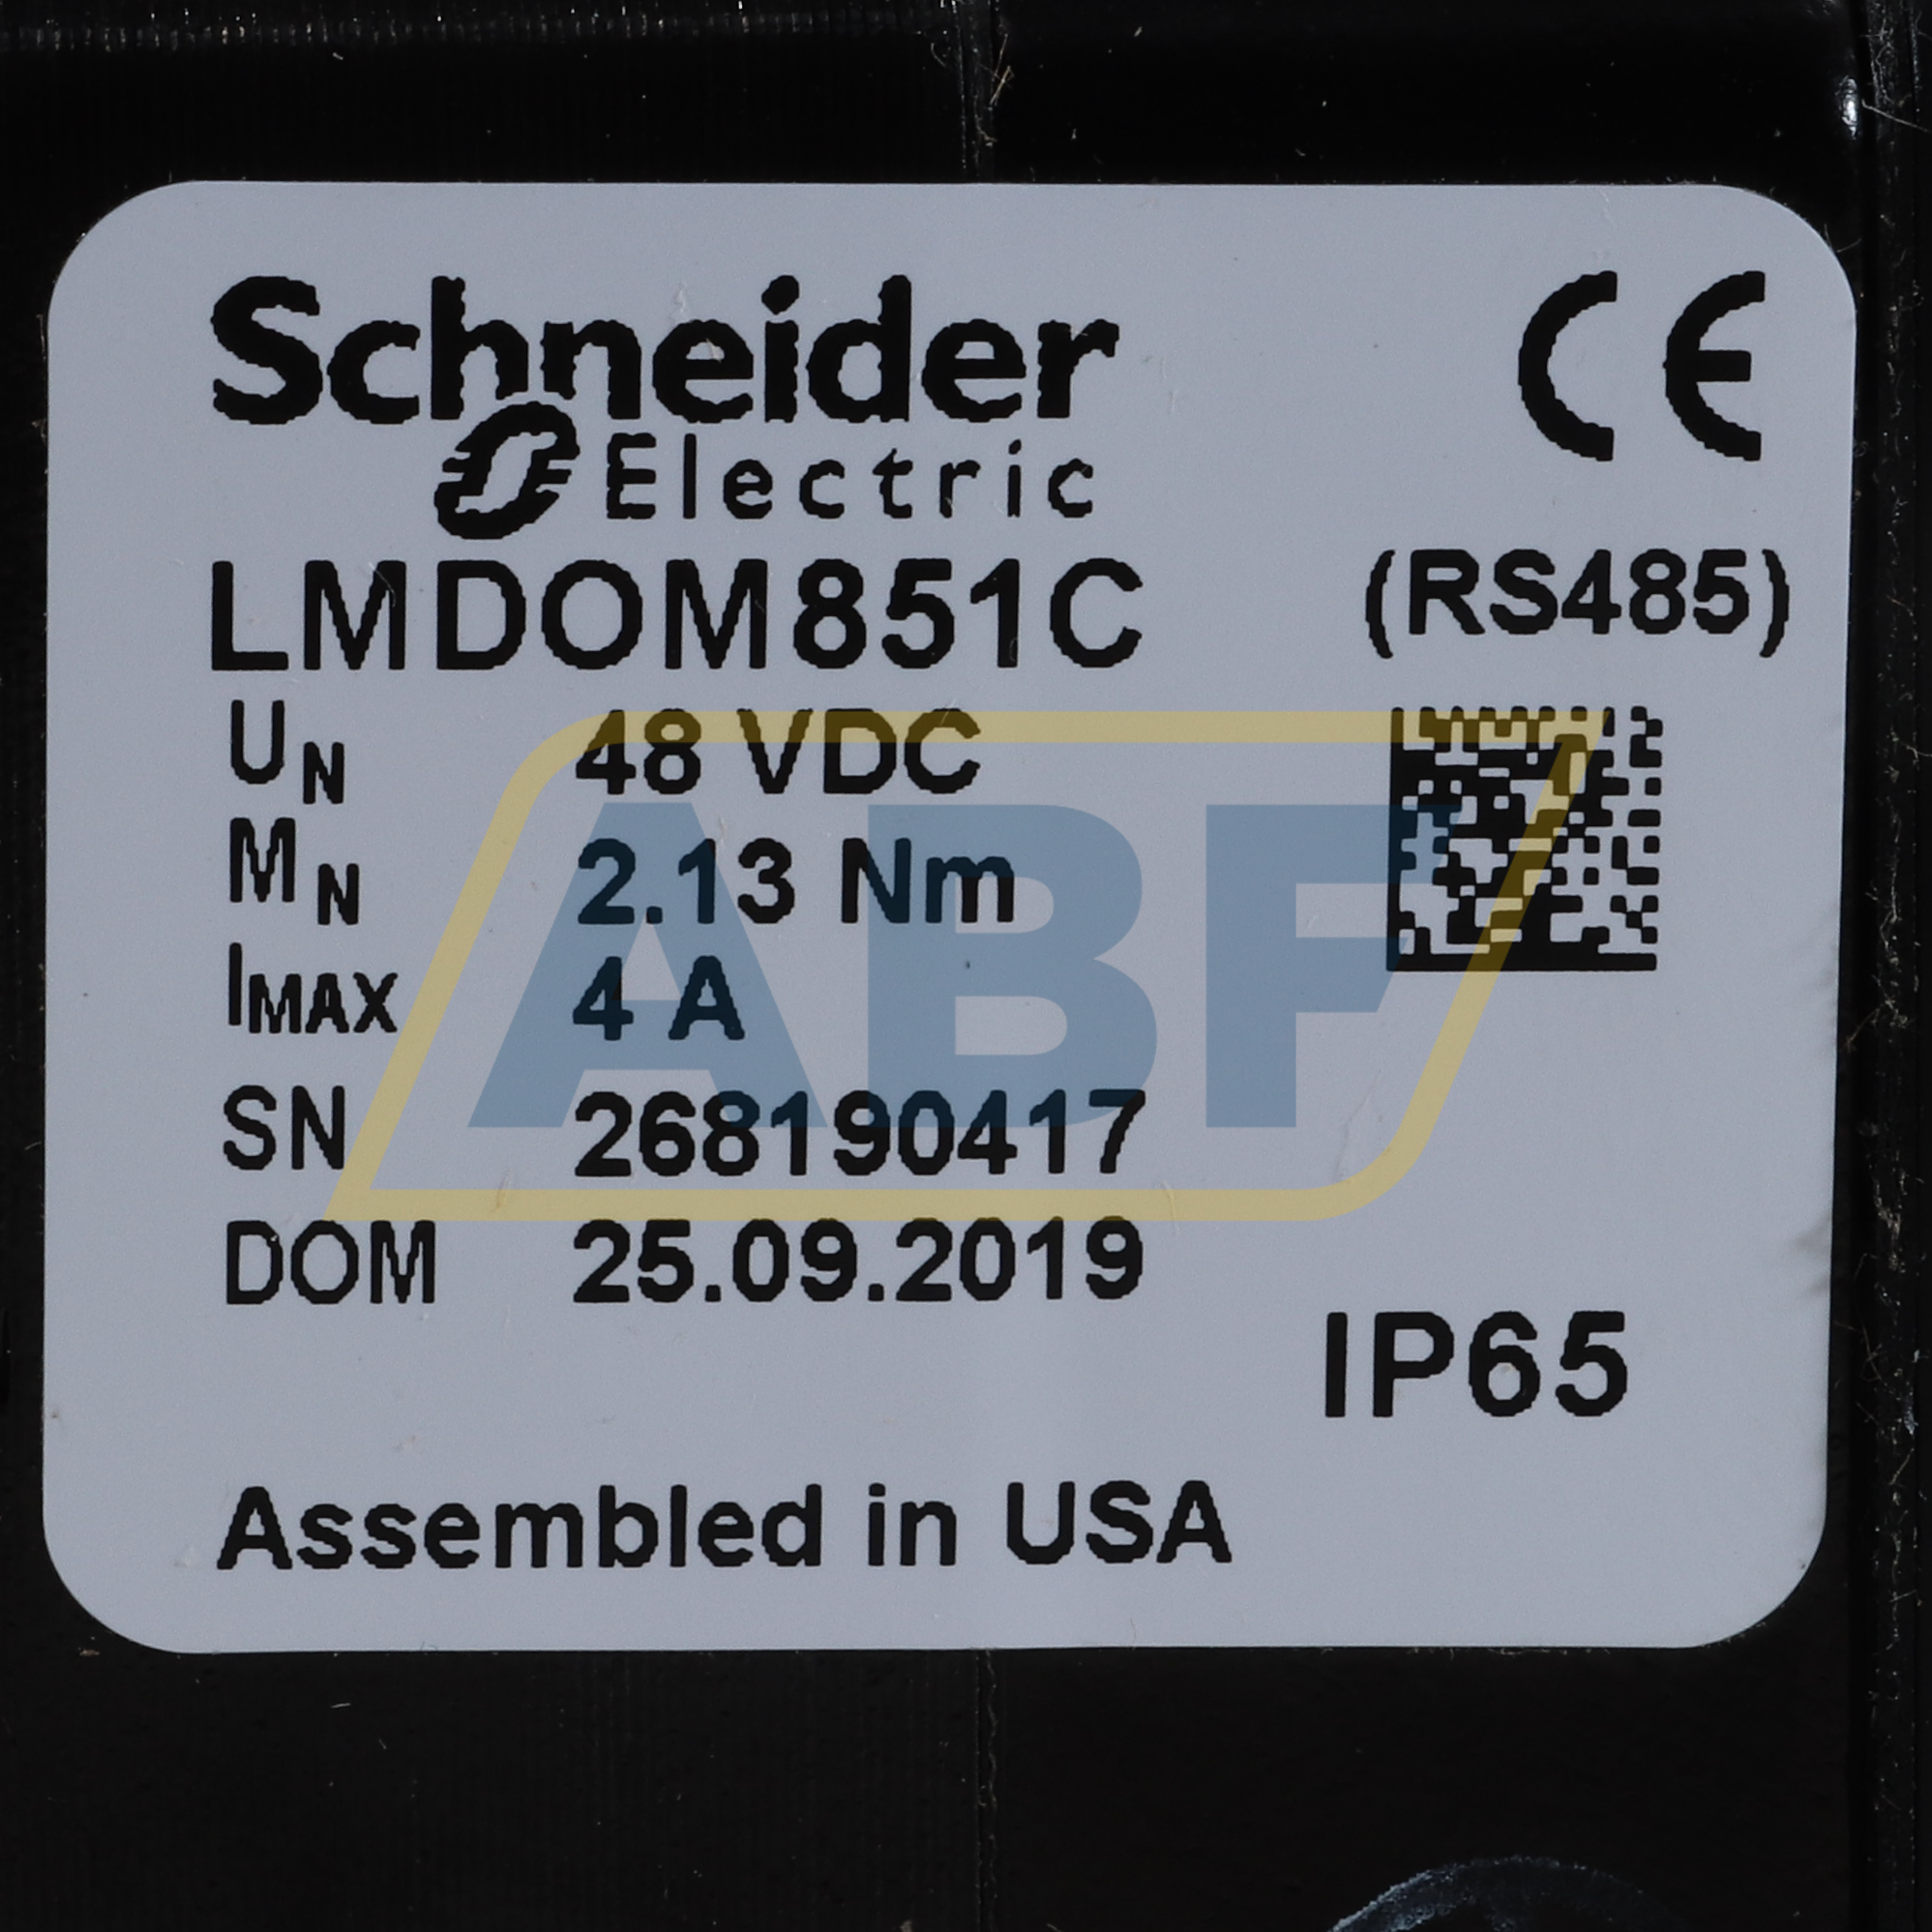 Schneider
Electric
CE
LMDOM851C (RS485)
UN 48 VDC
MN 2.13 Nm
IMAX 4 A
SN 268190417
DOM 25.09.2019
IP65
Assembled in USA
ABF